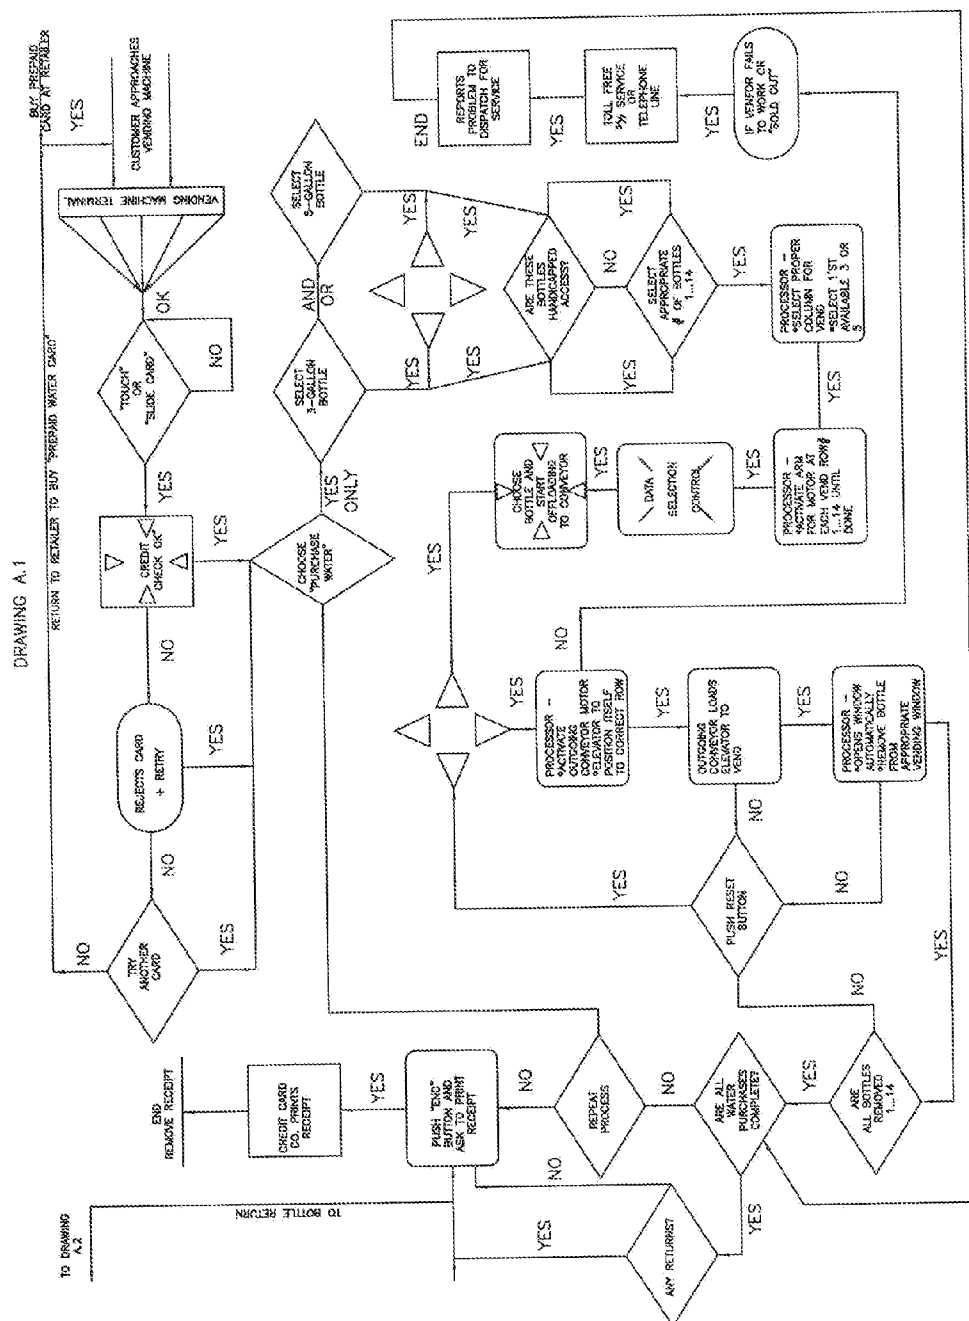 DRAWING A.1
BUY PREPAID
CARD AT RETAILER
RETURN TO RETAILER TO BUY "PREPAID WATER CARD"
YES
CUSTOMER APPROACHES
VENDING MACHINE
VENDING MACHINE TERMINAL
OK
"TOUCH"
OR
"SLIDE CARD"
NO
YES
CREDIT
CHECK OK"
YES
NO
REJECTS CARD
+ RETRY
YES
NO
TRY
ANOTHER
CARD
YES
NO
CHOOSE
"PURCHASE
WATER"
YES
ONLY
SELECT
3-GALLON
BOTTLE
AND
OR
SELECT
5-GALLON
BOTTLE
YES
YES
YES
YES
ARE THESE
BOTTLES
HANDICAPPED
ACCESS?
NO
YES
YES
SELECT
APPROPRIATE
# OF BOTTLES
1...14
YES
PROCESSOR -
*SELECT PROPER
COLUMN FOR
VEND
*SELECT 1'ST
AVAILABLE 3 OR
5
YES
PROCESSOR -
*ACTIVATE ARM
FOR MOTOR AT
EACH VEND ROW#
1...14 UNTIL
DONE.
YES
DATA
SELECTION
CONTROL
YES
CHOOSE
BOTTLE AND
START
OFFLOADING
TO CONVEYOR
YES
YES
PROCESSOR -
*ACTIVATE
OUTGOING
CONVEYOR MOTOR
*ELEVATOR TO
POSITION ITSELF
TO CORRECT ROW
NO
YES
OUTGOING
CONVEYOR LOADS
ELEVATOR TO
VEND
YES
PROCESSOR -
*OPENS WINDOW
AUTOMATICALLY
*REMOVE BOTTLE
FROM
APPROPRIATE
VENDING WINDOW
NO
NO
YES
PUSH RESET
BUTTON
NO
YES
ARE
ALL BOTTLES
REMOVED
1...14
YES
ARE ALL
WATER
PURCHASES
COMPLETE?
NO
YES
REPEAT
PROCESS
NO
ANY RETURNS?
NO
YES
PUSH "END"
BUTTON AND
ASK TO PRINT
RECEIPT
YES
CREDIT CARD
CO. PRINTS
RECEIPT
END
REMOVE RECEIPT
TO BOTTLE RETURN
TO DRAWING
A.2
IF VENFOR FAILS
TO WORK OR
"SOLD OUT"
YES
TOLL FREE
SERVICE
OR
TELEPHONE
LINE
YES
REPORTS
PROBLEM TO
DISPATCH FOR
SERVICE
END